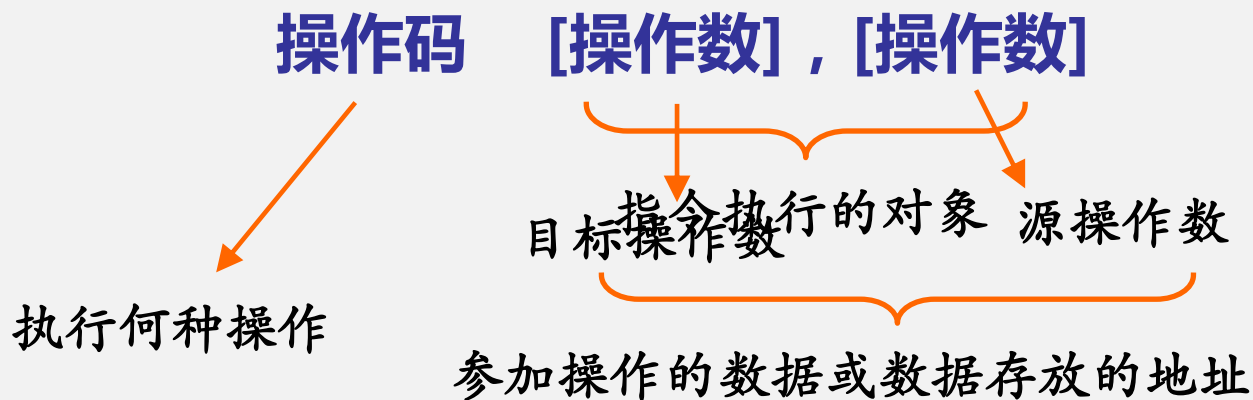 操作码 [操作数] , [操作数]
指令执行的对象
目标操作数
源操作数
执行何种操作
参加操作的数据或数据存放的地址